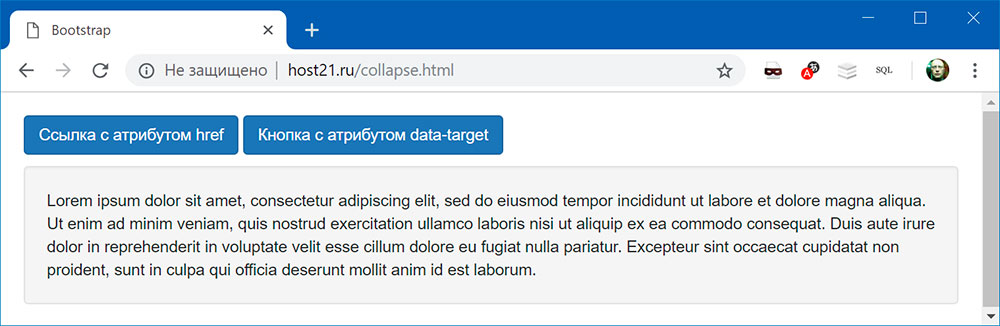 Bootstrap
Не защищено | host21.ru/collapse.html
SQL
Ссылка с атрибутом href
Кнопка с атрибутом data-target
Lorem ipsum dolor sit amet, consectetur adipiscing elit, sed do eiusmod tempor incididunt ut labore et dolore magna aliqua.
Ut enim ad minim veniam, quis nostrud exercitation ullamco laboris nisi ut aliquip ex ea commodo consequat. Duis aute irure
dolor in reprehenderit in voluptate velit esse cillum dolore eu fugiat nulla pariatur. Excepteur sint occaecat cupidatat non
proident, sunt in culpa qui officia deserunt mollit anim id est laborum.